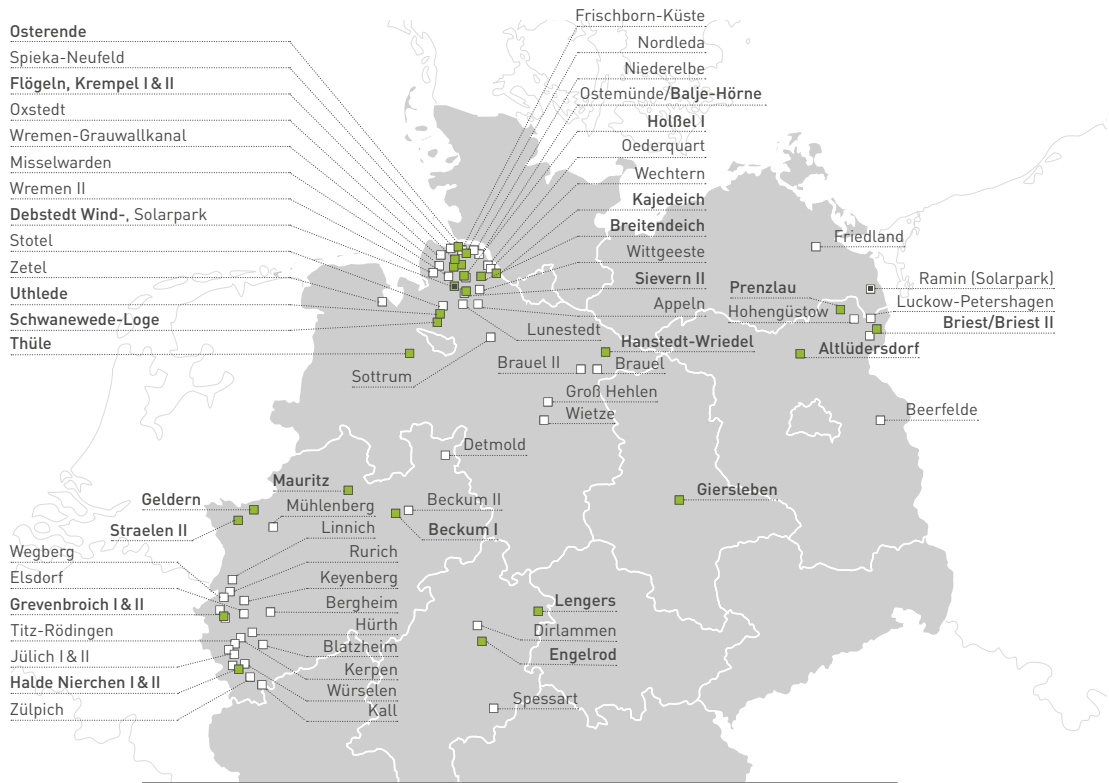 Osterende
Spieka-Neufeld
Flögeln, Krempel I & II
Oxstedt
Wremen-Grauwallkanal
Misselwarden
Wremen II
Debstedt Wind-, Solarpark
Stotel
Zetel
Uthlede
Schwanewede-Loge
Thüle
Frischborn-Küste
Nordleda
Niederelbe
Ostemünde/Balje-Hörne
Holßel I
Oederquart
Wechtern
Kajedeich
Breitendeich
Wittgeeste
Sievern II
Appeln
Lunestedt
Hanstedt-Wriedel
Sottrum
Brauel II
Brauel
Groß Hehlen
Wietze
Detmold
Friedland
Ramin (Solarpark)
Prenzlau
Luckow-Petershagen
Hohengüstow
Briest/Briest II
Altlüdersdorf
Beerfelde
Giersleben
Mauritz
Geldern
Mühlenberg
Beckum II
Straelen II
Beckum I
Linnich
Wegberg
Rurich
Elsdorf
Keyenberg
Grevenbroich I & II
Bergheim
Titz-Rödingen
Hürth
Jülich I & II
Blatzheim
Halde Nierchen I & II
Kerpen
Würselen
Zülpich
Kall
Lengers
Dirlammen
Engelrod
Spessart